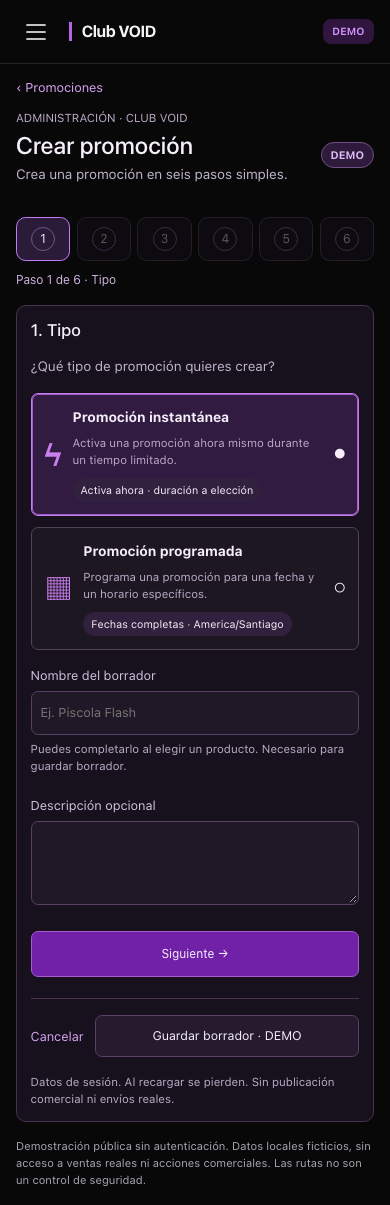 Club VOID
DEMO
‹ Promociones
ADMINISTRACIÓN · CLUB VOID
Crear promoción
DEMO
Crea una promoción en seis pasos simples.
1 2 3 4 5 6
Paso 1 de 6 · Tipo
1. Tipo
¿Qué tipo de promoción quieres crear?
Promoción instantánea
Activa una promoción ahora mismo durante
un tiempo limitado.
Activa ahora · duración a elección
Promoción programada
Programa una promoción para una fecha y
un horario específicos.
Fechas completas · America/Santiago
Nombre del borrador
Ej. Piscola Flash
Puedes completarlo al elegir un producto. Necesario para
guardar borrador.
Descripción opcional
Siguiente →
Cancelar
Guardar borrador · DEMO
Datos de sesión. Al recargar se pierden. Sin publicación
comercial ni envíos reales.
Demostración pública sin autenticación. Datos locales ficticios, sin
acceso a ventas reales ni acciones comerciales. Las rutas no son
un control de seguridad.